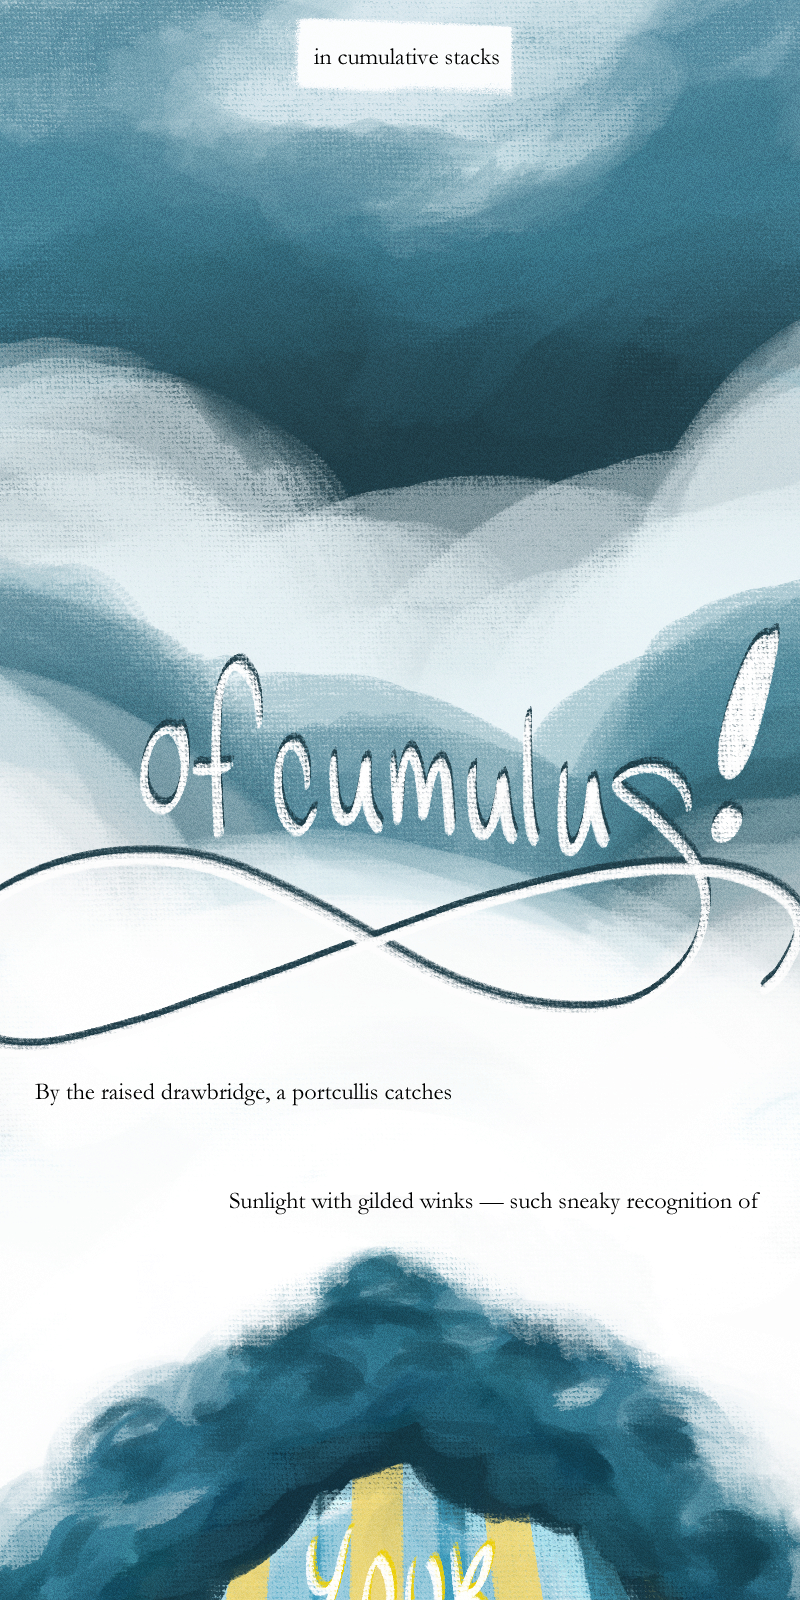 in cumulative stacks
of cumulus!
By the raised drawbridge, a portcullis catches
Sunlight with gilded winks — such sneaky recognition of
YOUR